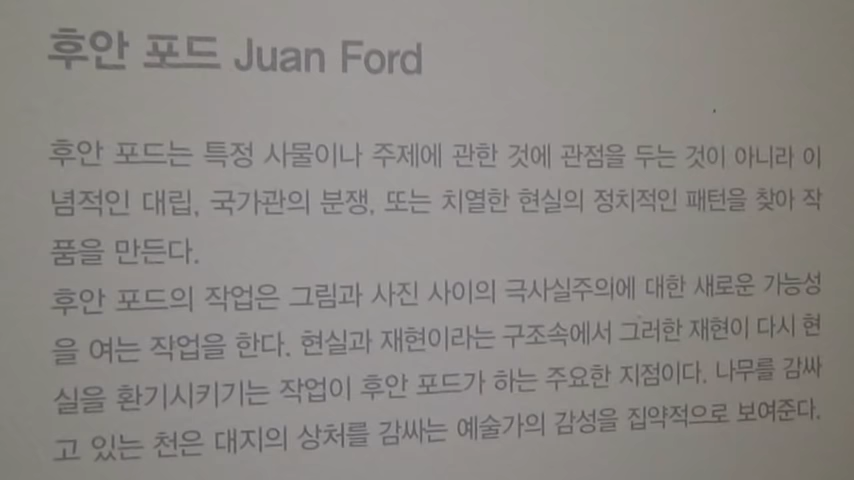 후안 포드 Juan Ford
후안 포드는 특정 사물이나 주제에 관한 것에 관점을 두는 것이 아니라 이
념적인 대립, 국가관의 분쟁, 또는 치열한 현실의 정치적인 패턴을 찾아 작
품을 만든다.
후안 포드의 작업은 그림과 사진 사이의 극사실주의에 대한 새로운 가능성
을 여는 작업을 한다. 현실과 재현이라는 구조속에서 그러한 재현이 다시 현
실을 환기시키기는 작업이 후안 포드가 하는 주요한 지점이다. 나무를 감싸
고 있는 천은 대지의 상처를 감싸는 예술가의 감성을 집약적으로 보여준다.